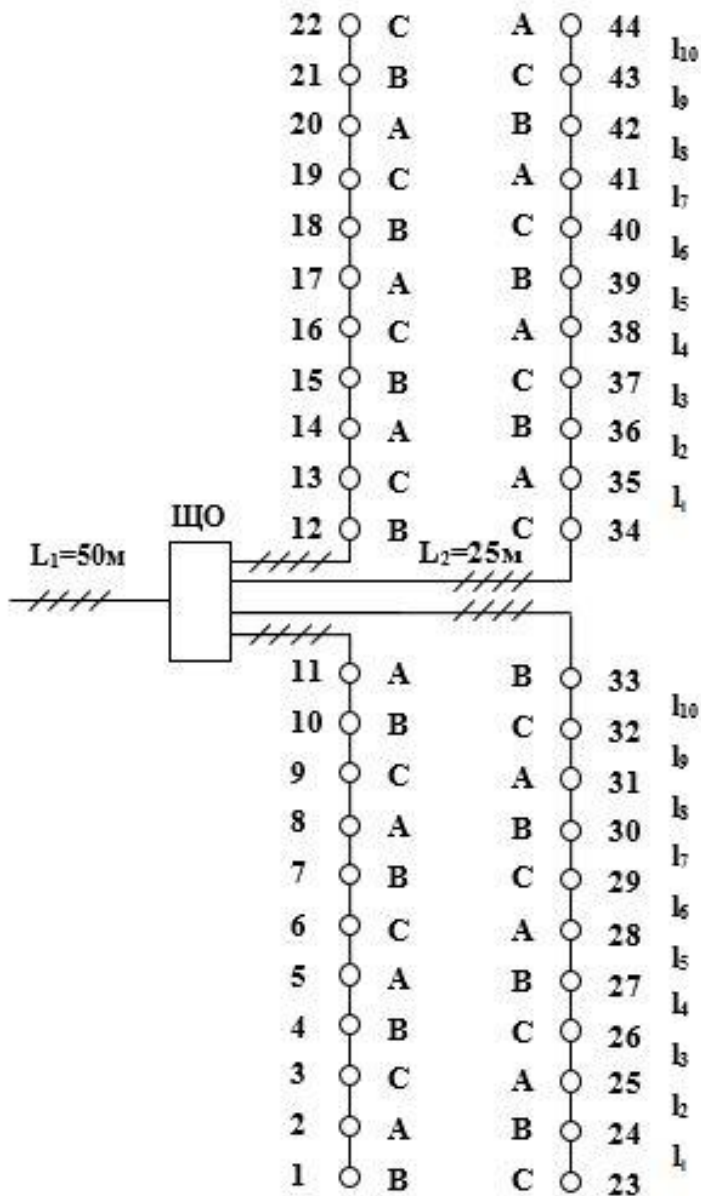 22 C A 44
l₁₀
21 B C 43
l₉
20 A B 42
l₈
19 C A 41
l₇
18 B C 40
l₆
17 A B 39
l₅
16 C A 38
l₄
15 B C 37
l₃
14 A B 36
l₂
13 C A 35
l₁
12 B C 34
ЩО
L₁=50м L₂=25м
11 A B 33
l₁₀
10 B C 32
l₉
9 C A 31
l₈
8 A B 30
l₇
7 B C 29
l₆
6 C A 28
l₅
5 A B 27
l₄
4 B C 26
l₃
3 C A 25
l₂
2 A B 24
l₁
1 B C 23